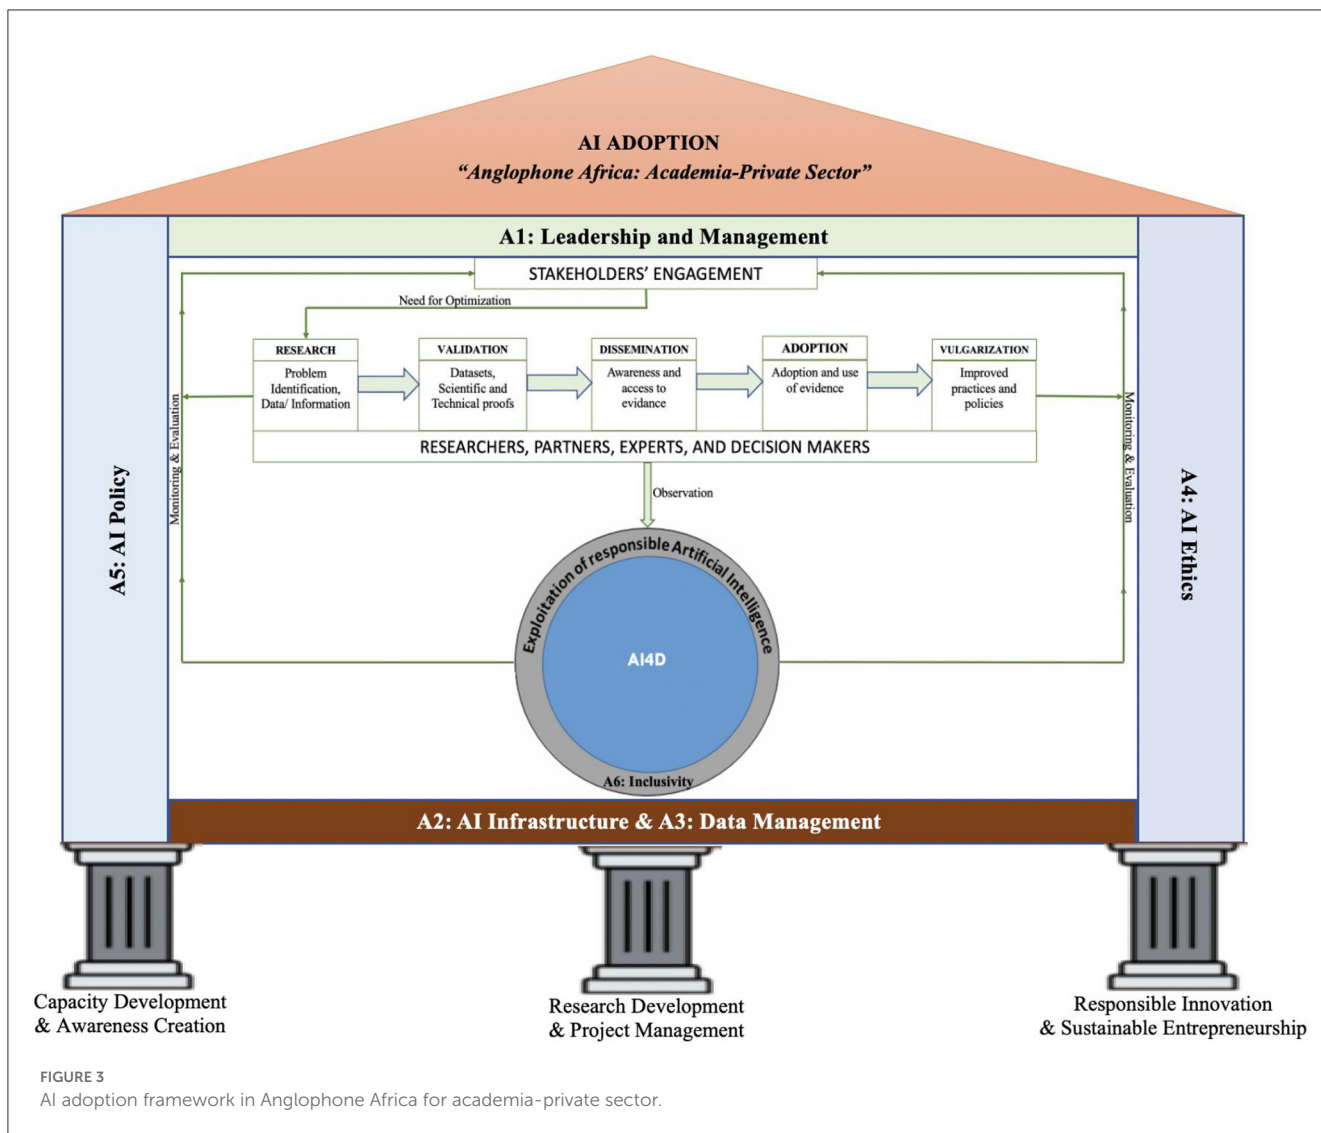 AI ADOPTION
“Anglophone Africa: Academia-Private Sector”
A1: Leadership and Management
STAKEHOLDERS’ ENGAGEMENT
Need for Optimization
RESEARCH
Problem
Identification,
Data/ Information
VALIDATION
Datasets,
Scientific and
Technical proofs
DISSEMINATION
Awareness and
access to
evidance
ADOPTION
Adoption and use
of evidence
VULGARIZATION
Improved
practices and
policies
RESEARCHERS, PARTNERS, EXPERTS, AND DECISION MAKERS
Monitoring & Evaluation
Monitoring & Evaluation
A5: AI Policy
A4: AI Ethics
Observation
Exploitation of responsible Artificial Intelligence
AI4D
A6: Inclusivity
A2: AI Infrastructure & A3: Data Management
Capacity Development
& Awareness Creation
Research Development
& Project Management
Responsible Innovation
& Sustainable Entrepreneurship
FIGURE 3
AI adoption framework in Anglophone Africa for academia-private sector.